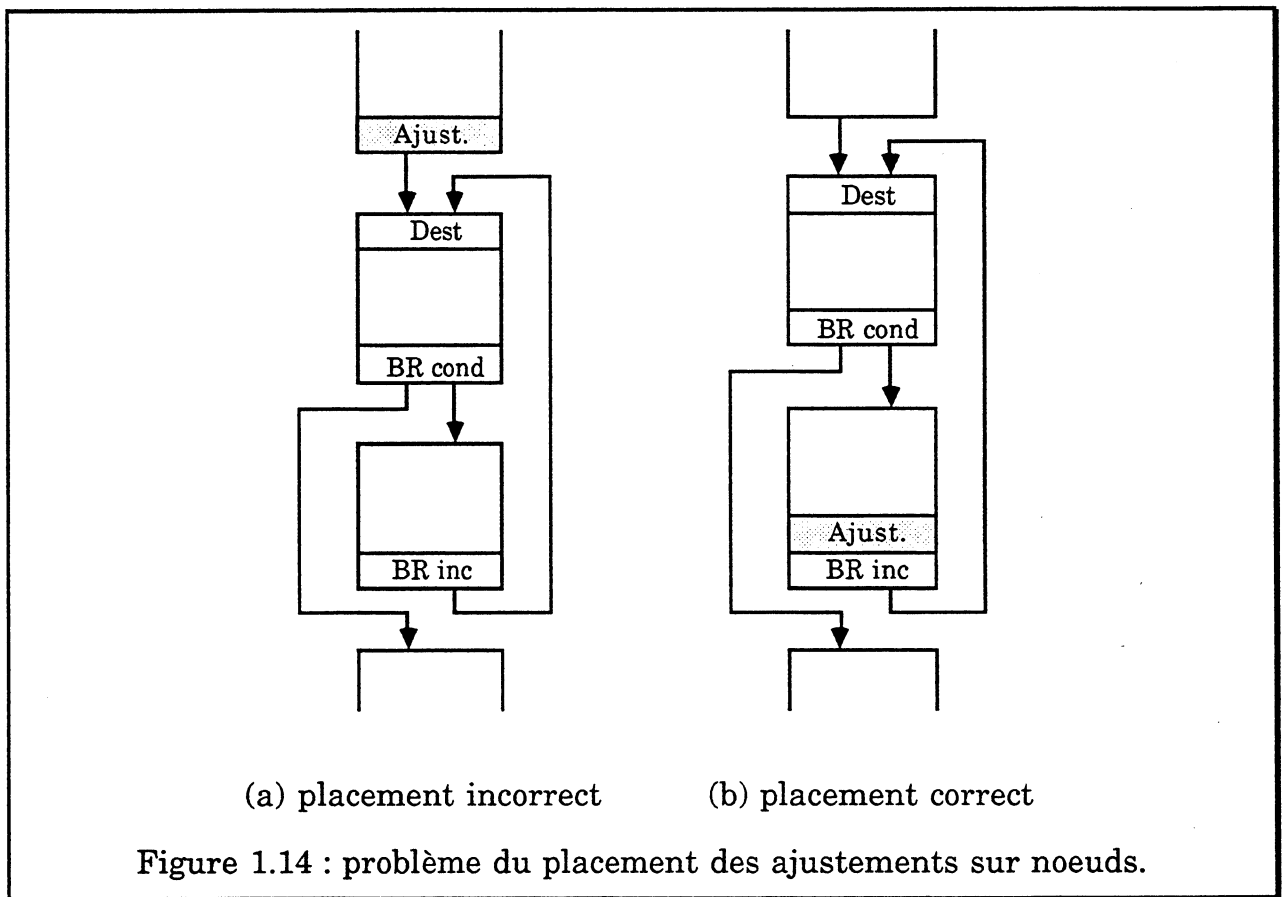 Ajust.
Dest
BR cond
BR inc
Dest
BR cond
Ajust.
BR inc
(a) placement incorrect
(b) placement correct
Figure 1.14 : problème du placement des ajustements sur noeuds.